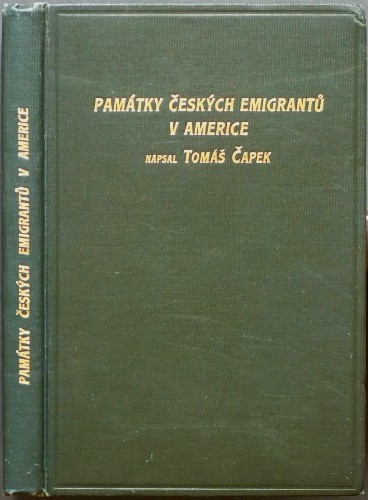 PAMÁTKY ČESKÝCH EMIGRANTŮ V AMERICE
PAMÁTKY ČESKÝCH EMIGRANTŮ
V AMERICE
NAPSAL TOMÁŠ ČAPEK